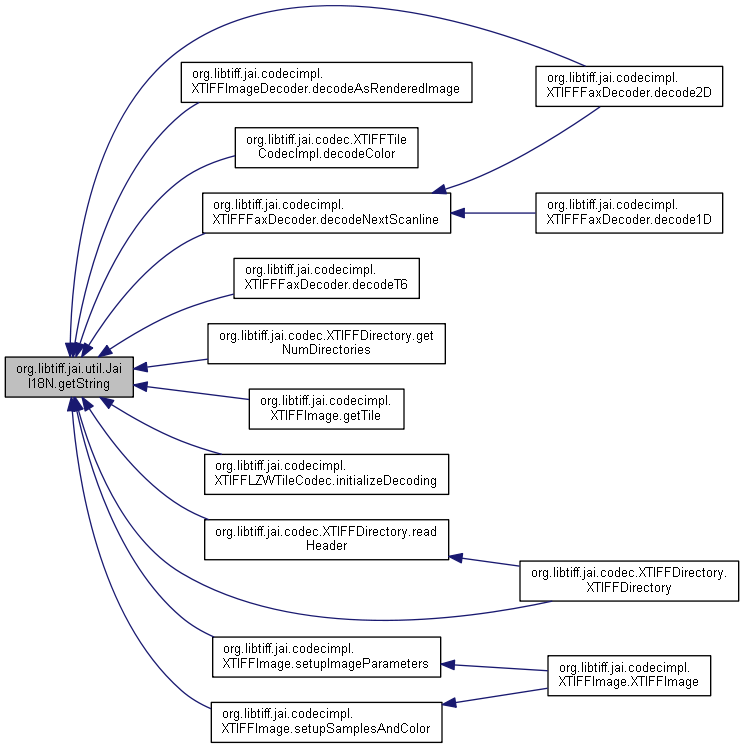 org.libtiff.jai.codecimpl.
XTIFFImageDecoder.decodeAsRenderedImage
org.libtiff.jai.codecimpl.
XTIFFFaxDecoder.decode2D
org.libtiff.jai.codec.XTIFFTile
CodecImpl.decodeColor
org.libtiff.jai.codecimpl.
XTIFFFaxDecoder.decodeNextScanline
org.libtiff.jai.codecimpl.
XTIFFFaxDecoder.decode1D
org.libtiff.jai.codecimpl.
XTIFFFaxDecoder.decodeT6
org.libtiff.jai.codec.XTIFFDirectory.get
NumDirectories
org.libtiff.jai.util.Jai
I18N.getString
org.libtiff.jai.codecimpl.
XTIFFImage.getTile
org.libtiff.jai.codecimpl.
XTIFFLZWTileCodec.initializeDecoding
org.libtiff.jai.codec.XTIFFDirectory.read
Header
org.libtiff.jai.codec.XTIFFDirectory.
XTIFFDirectory
org.libtiff.jai.codecimpl.
XTIFFImage.setupImageParameters
org.libtiff.jai.codecimpl.
XTIFFImage.XTIFFImage
org.libtiff.jai.codecimpl.
XTIFFImage.setupSamplesAndColor